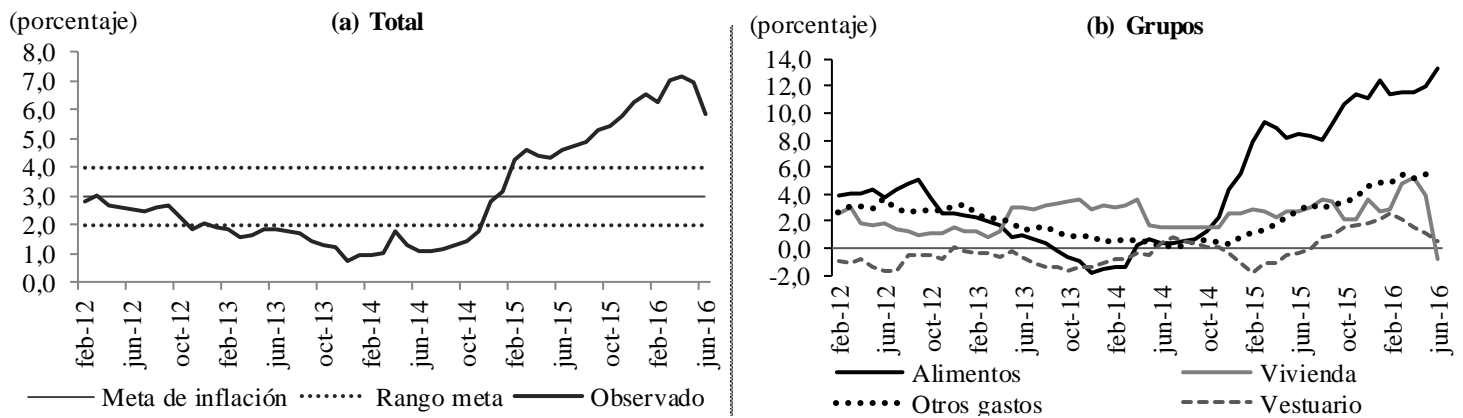 (porcentaje) (a) Total
8,0
7,0
6,0
5,0
4,0
3,0
2,0
1,0
0,0
feb-12 jun-12 oct-12 feb-13 jun-13 oct-13 feb-14 jun-14 oct-14 feb-15 jun-15 oct-15 feb-16 jun-16
Meta de inflación Rango meta Observado
(porcentaje) (b) Grupos
14,0
12,0
10,0
8,0
6,0
4,0
2,0
0,0
-2,0
feb-12 jun-12 oct-12 feb-13 jun-13 oct-13 feb-14 jun-14 oct-14 feb-15 jun-15 oct-15 feb-16 jun-16
Alimentos Vivienda
Otros gastos Vestuario